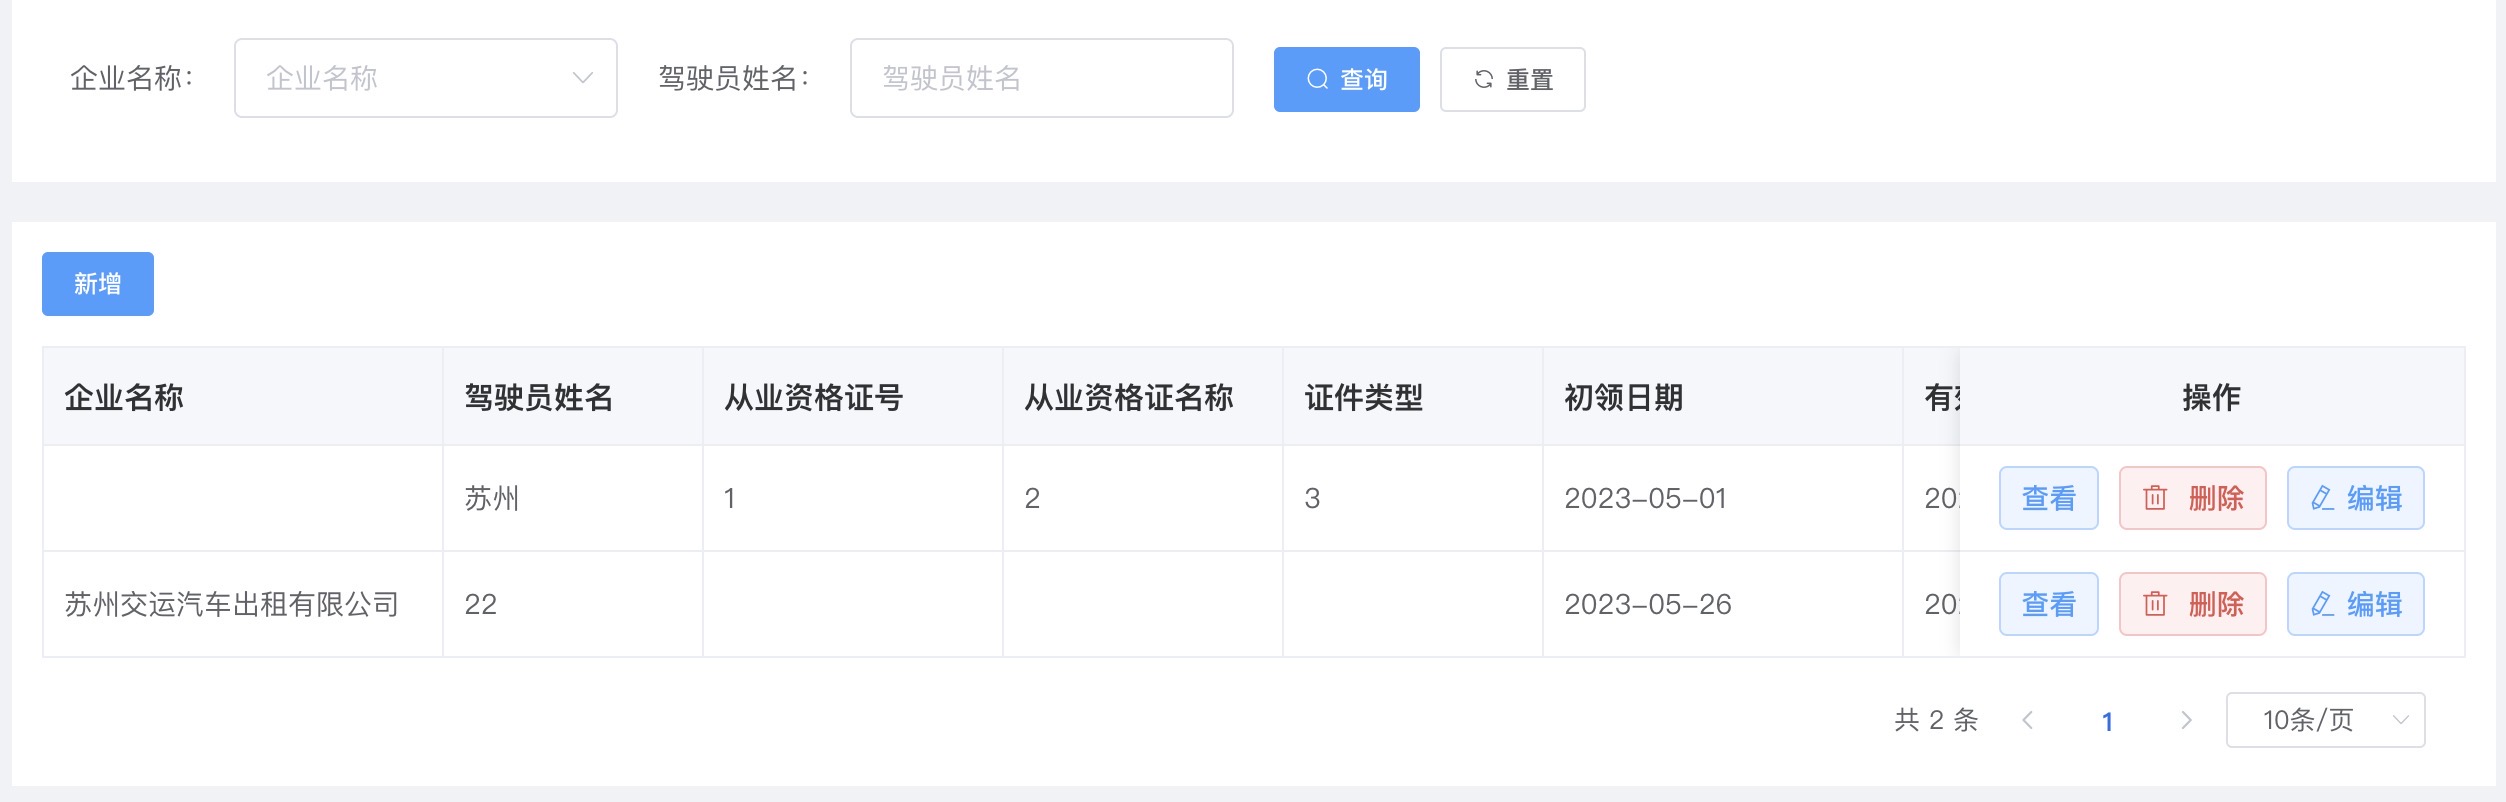 企业名称： 企业名称 驾驶员姓名： 驾驶员姓名 查询 重置
新增
企业名称 驾驶员姓名 从业资格证号 从业资格证名称 证件类型 初领日期 有 操作
苏州 1 2 3 2023-05-01 20 查看 删除 编辑
苏州交运汽车出租有限公司 22 2023-05-26 20 查看 删除 编辑
共 2 条 1 10条/页